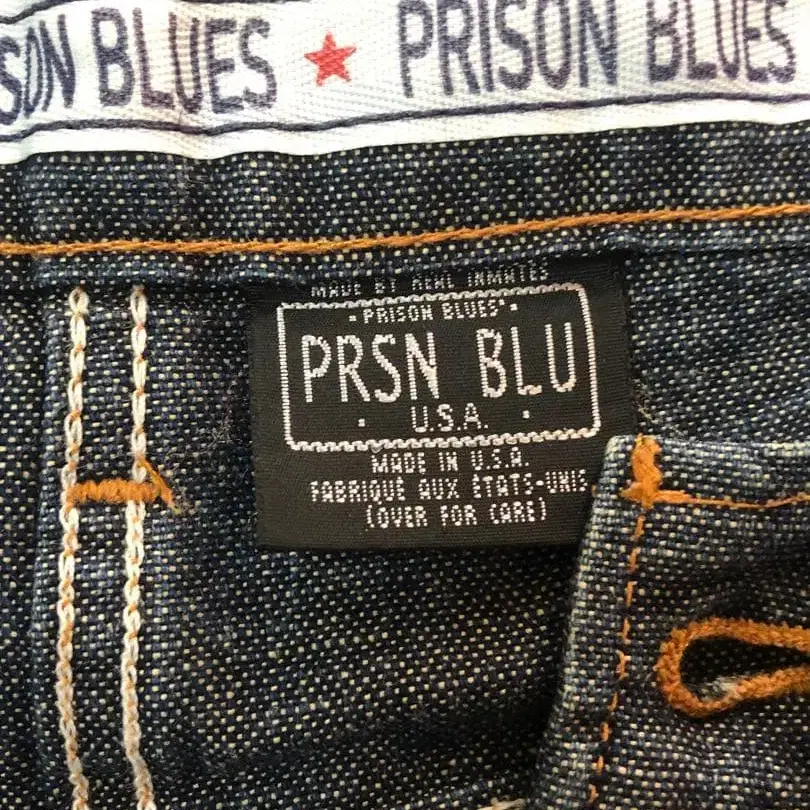 SON BLUES ★ PRISON BLUES
MADE BY REAL INMATES
· PRISON BLUES' ·
PRSN BLU
· U.S.A. ·
MADE IN U.S.A.
FABRIQUÉ AUX ÉTATS-UNIS
(OVER FOR CARE)